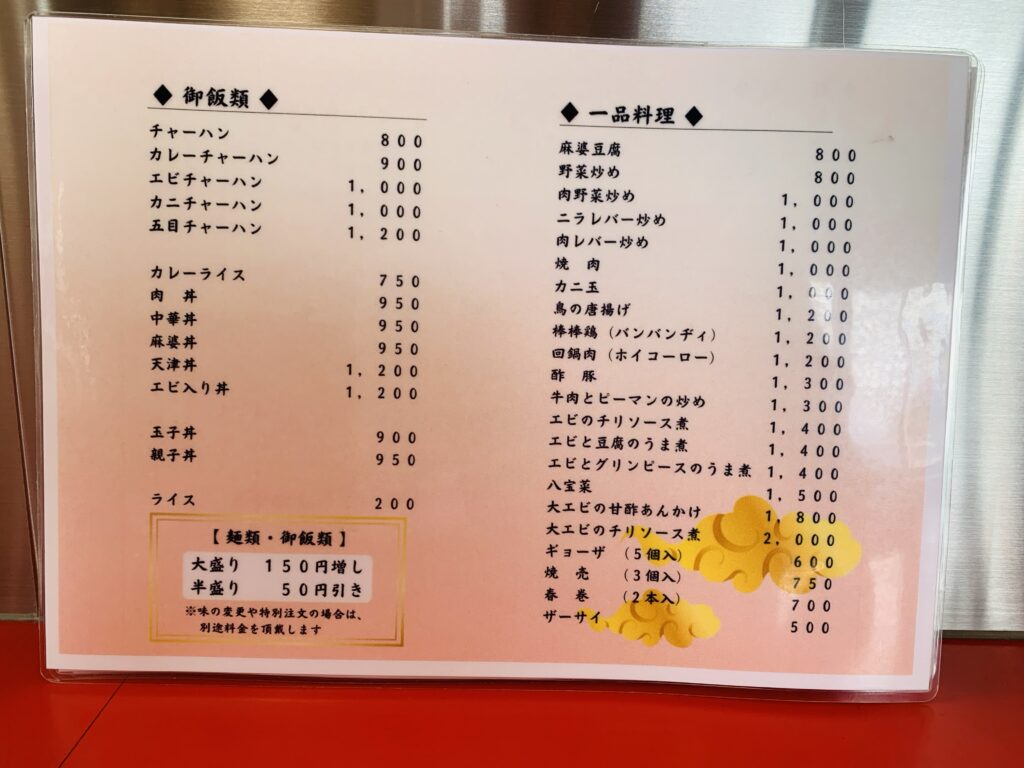 ◆ 御飯類 ◆
チャーハン 800
カレーチャーハン 900
エビチャーハン 1,000
カニチャーハン 1,000
五目チャーハン 1,200
カレーライス 750
肉　丼 950
中華丼 950
麻婆丼 950
天津丼 1,200
エビ入り丼 1,200
玉子丼 900
親子丼 950
ライス 200
【麺類・御飯類】
大盛り　150円増し
半盛り　50円引き
※味の変更や特別注文の場合は、
別途料金を頂戴します
◆ 一品料理 ◆
麻婆豆腐 800
野菜炒め 800
肉野菜炒め 1,000
ニラレバー炒め 1,000
肉レバー炒め 1,000
焼　肉 1,000
カニ玉 1,000
鳥の唐揚げ 1,200
棒棒鶏（バンバンヂィ） 1,200
回鍋肉（ホイコーロー） 1,200
酢　豚 1,300
牛肉とピーマンの炒め 1,300
エビのチリソース煮 1,400
エビと豆腐のうま煮 1,400
エビとグリンピースのうま煮 1,400
八宝菜 1,500
大エビの甘酢あんかけ 1,800
大エビのチリソース煮 2,000
ギョーザ　（5個入） 600
焼　売　（3個入） 750
春　巻　（2本入） 700
ザーサイ 500